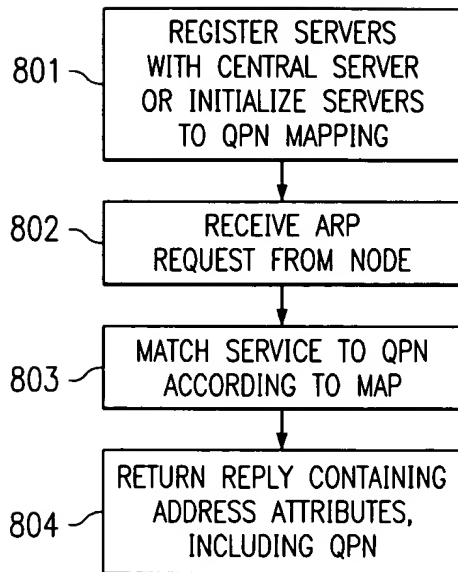 801
REGISTER SERVERS
WITH CENTRAL SERVER
OR INITIALIZE SERVERS
TO QPN MAPPING
802
RECEIVE ARP
REQUEST FROM NODE
803
MATCH SERVICE TO QPN
ACCORDING TO MAP
804
RETURN REPLY CONTAINING
ADDRESS ATTRIBUTES,
INCLUDING QPN